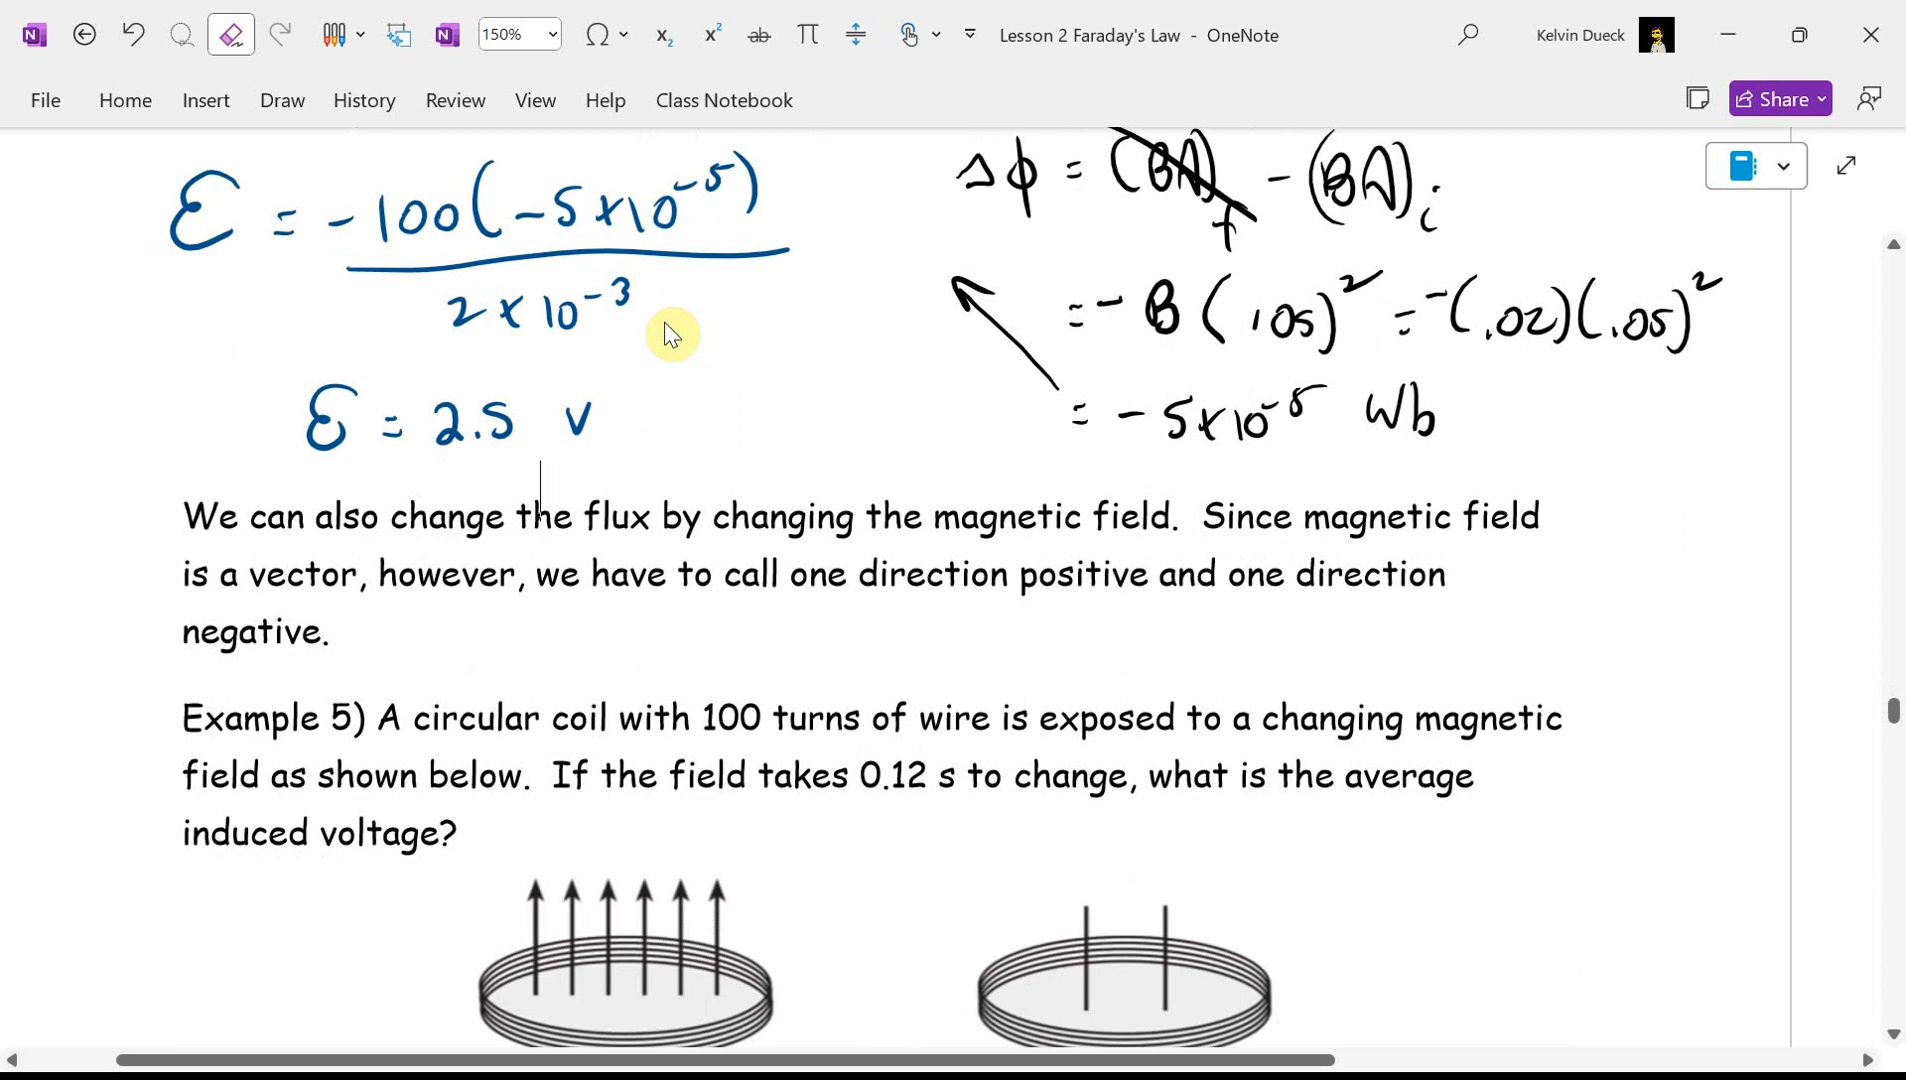 150%
Ω
x₂
x²
ab
Lesson 2 Faraday's Law - OneNote
Kelvin Dueck
File Home Insert Draw History Review View Help Class Notebook
Share
ε = -100(-5×10⁻⁵)
2×10⁻³
ε = 2.5 V
Δϕ = (BA)f - (BA)i
= -B(.05)² = -(.02)(.05)²
= -5×10⁻⁵ Wb
We can also change the flux by changing the magnetic field. Since magnetic field
is a vector, however, we have to call one direction positive and one direction
negative.
Example 5) A circular coil with 100 turns of wire is exposed to a changing magnetic
field as shown below. If the field takes 0.12 s to change, what is the average
induced voltage?